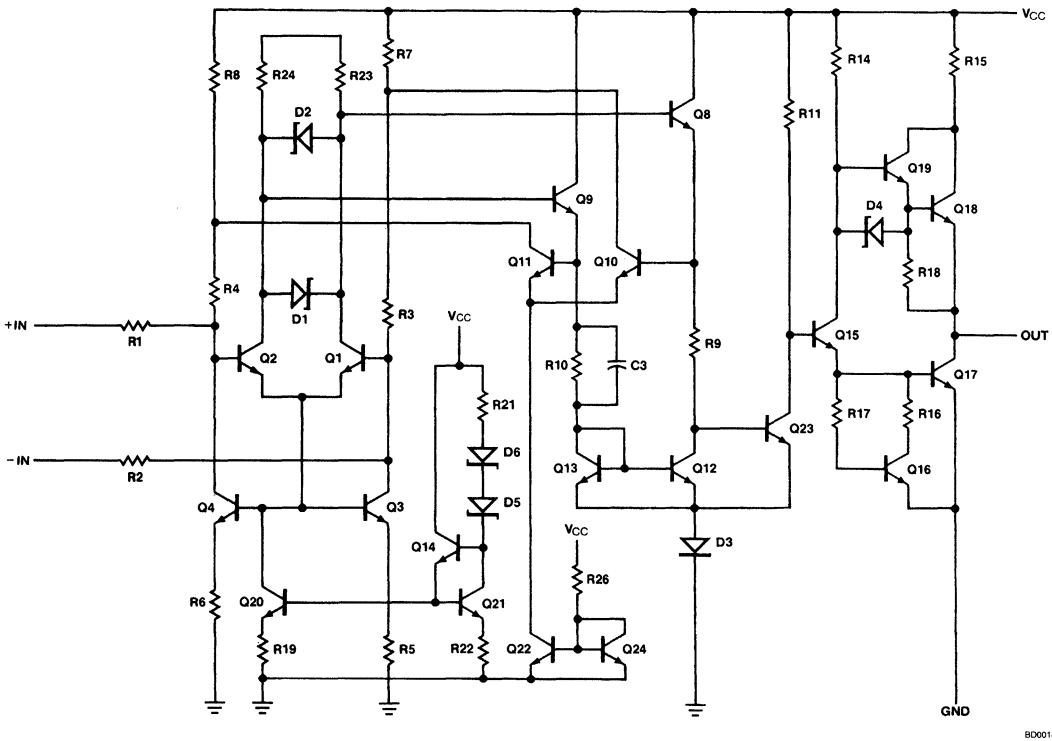 VCC
R8
R24
R23
R7
R14
R15
D2
Q8
R11
Q19
Q9
D4
Q18
Q11
Q10
R18
R4
D1
R3
+IN
R1
VCC
OUT
Q2
Q1
R10
C3
R9
Q15
Q17
R21
R17
R16
-IN
R2
D6
Q23
Q13
Q12
Q16
D5
Q4
Q3
VCC
Q14
D3
R26
R6
Q20
Q21
R19
R5
R22
Q22
Q24
GND
BD001